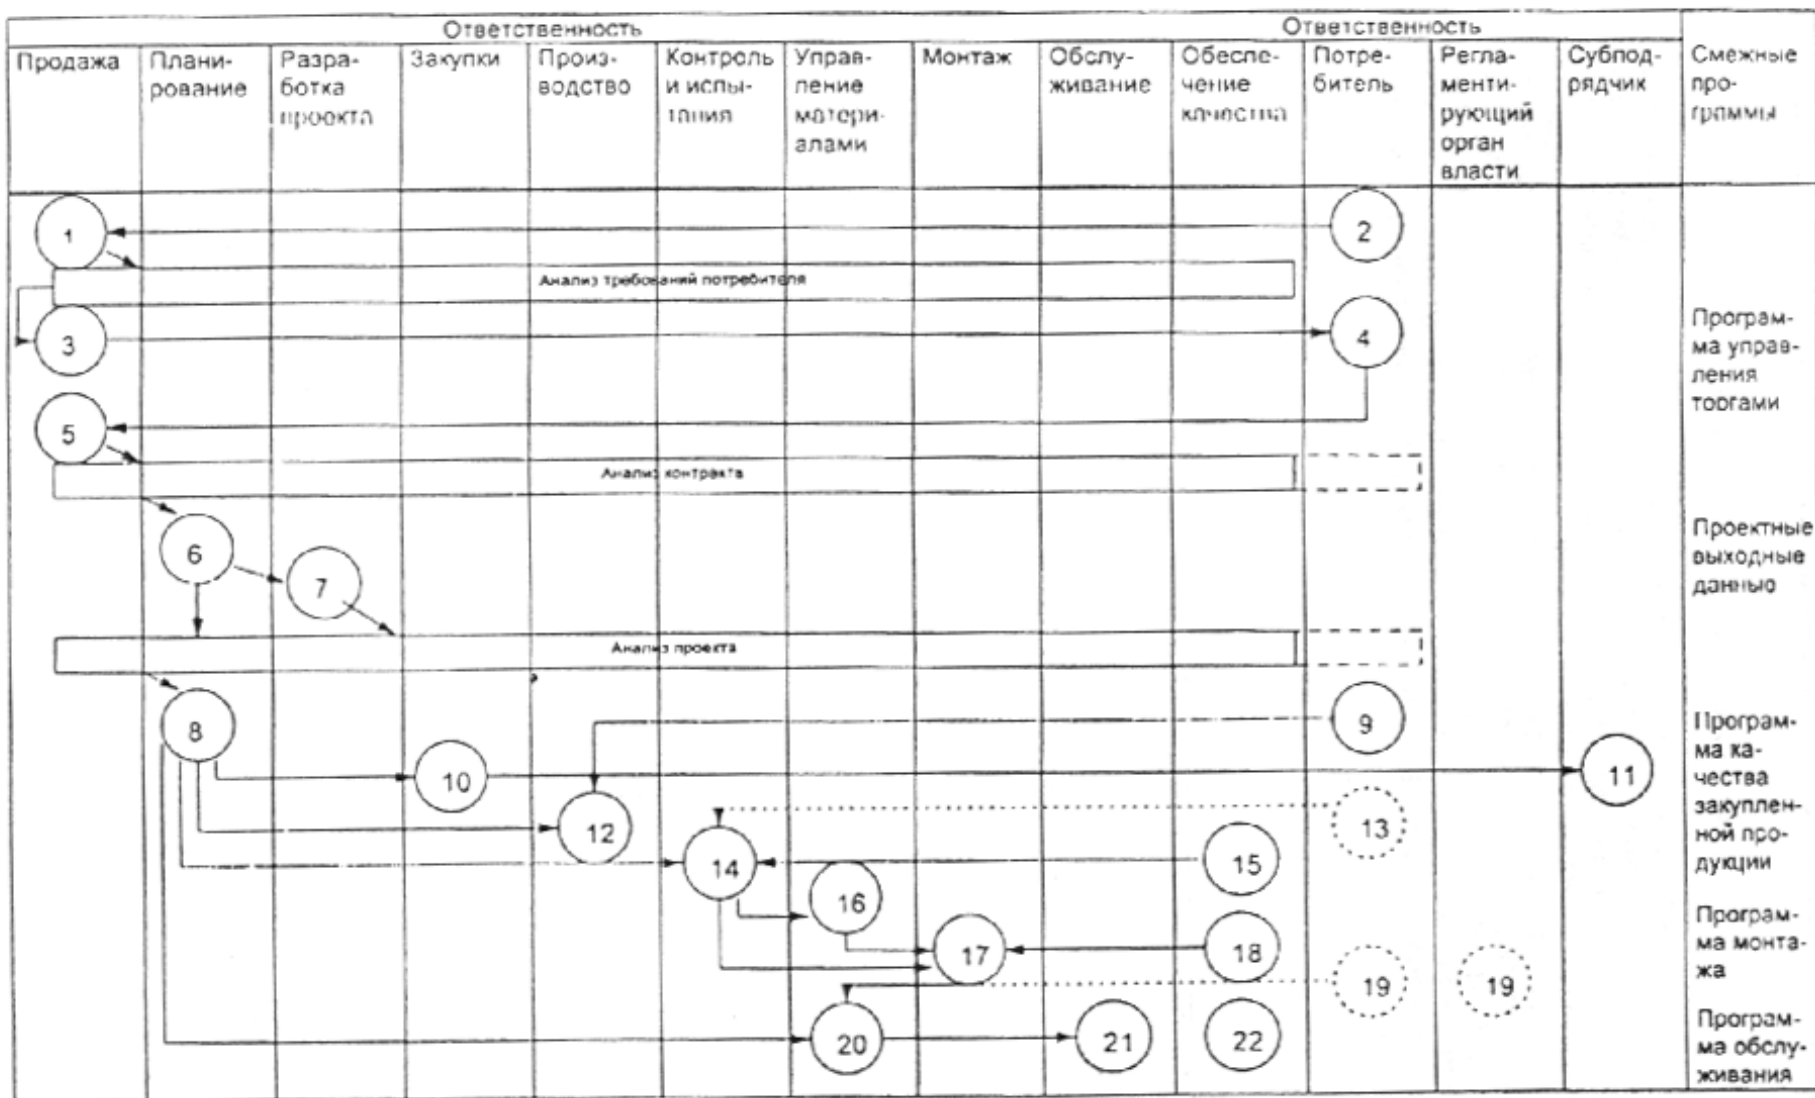 Ответственность
Ответственность
Продажа
Плани-
рование
Разра-
ботка
проекта
Закупки
Произ-
водство
Контроль
и испы-
тания
Управ-
ление
матери-
алами
Монтаж
Обслу-
живание
Обеспе-
чение
качества
Потре-
битель
Регла-
менти-
рующий
орган
власти
Субпод-
рядчик
Смежные
про-
граммы
1
2
Анализ требований потребителя
3
4
Програм-
ма управ-
ления
торгами
5
Анализ контракта
6
7
Проектные
выходные
данные
Анализ проекта
8
9
10
11
Програм-
ма ка-
чества
закуплен-
ной про-
дукции
12
13
14
15
16
17
18
19
19
Програм-
ма монта-
жа
20
21
22
Програм-
ма обслу-
живания